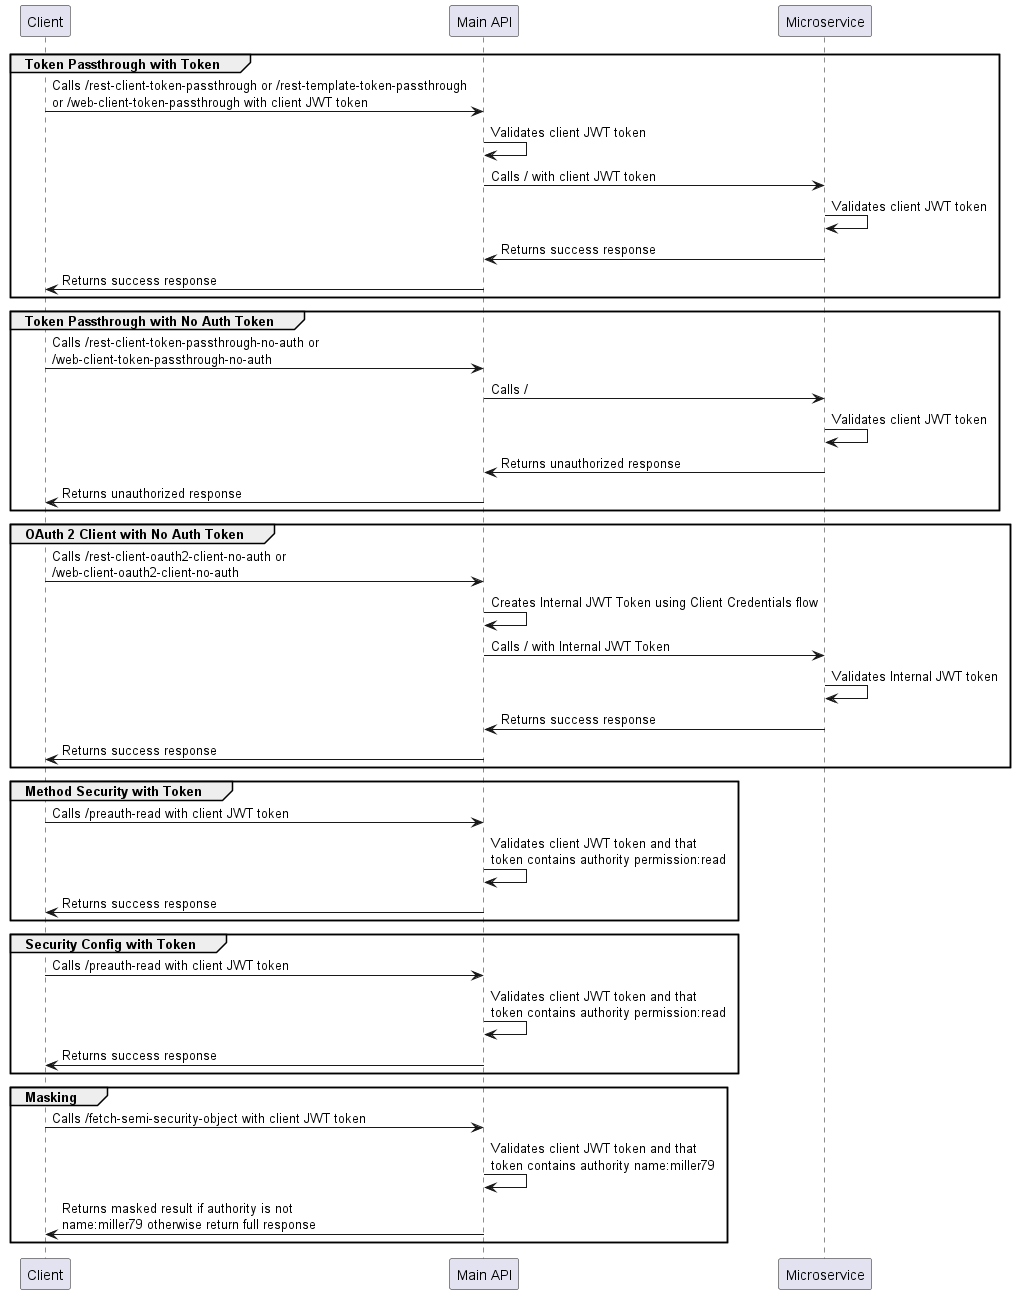 Client
Main API
Microservice
Token Passthrough with Token
Calls /rest-client-token-passthrough or /rest-template-token-passthrough
or /web-client-token-passthrough with client JWT token
Validates client JWT token
Calls / with client JWT token
Validates client JWT token
Returns success response
Returns success response
Token Passthrough with No Auth Token
Calls /rest-client-token-passthrough-no-auth or
/web-client-token-passthrough-no-auth
Calls /
Validates client JWT token
Returns unauthorized response
Returns unauthorized response
OAuth 2 Client with No Auth Token
Calls /rest-client-oauth2-client-no-auth or
/web-client-oauth2-client-no-auth
Creates Internal JWT Token using Client Credentials flow
Calls / with Internal JWT Token
Validates Internal JWT token
Returns success response
Returns success response
Method Security with Token
Calls /preauth-read with client JWT token
Validates client JWT token and that
token contains authority permission:read
Returns success response
Security Config with Token
Calls /preauth-read with client JWT token
Validates client JWT token and that
token contains authority permission:read
Returns success response
Masking
Calls /fetch-semi-security-object with client JWT token
Validates client JWT token and that
token contains authority name:miller79
Returns masked result if authority is not
name:miller79 otherwise return full response
Client
Main API
Microservice